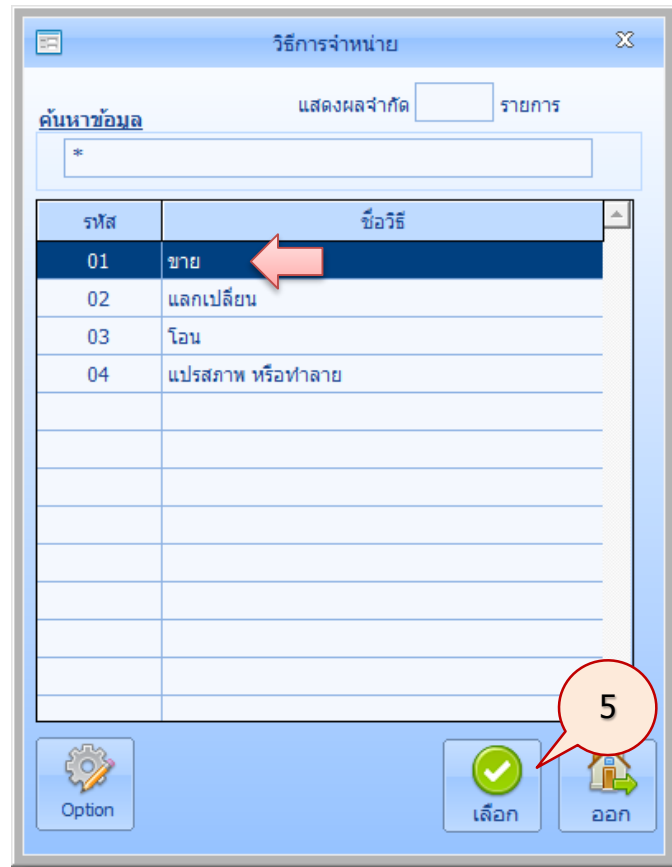 วิธีการจำหน่าย
แสดงผลจำกัด รายการ
ค้นหาข้อมูล
*
รหัส ชื่อวิธี
01 ขาย
02 แลกเปลี่ยน
03 โอน
04 แปรสภาพ หรือทำลาย
5
Option เลือก ออก